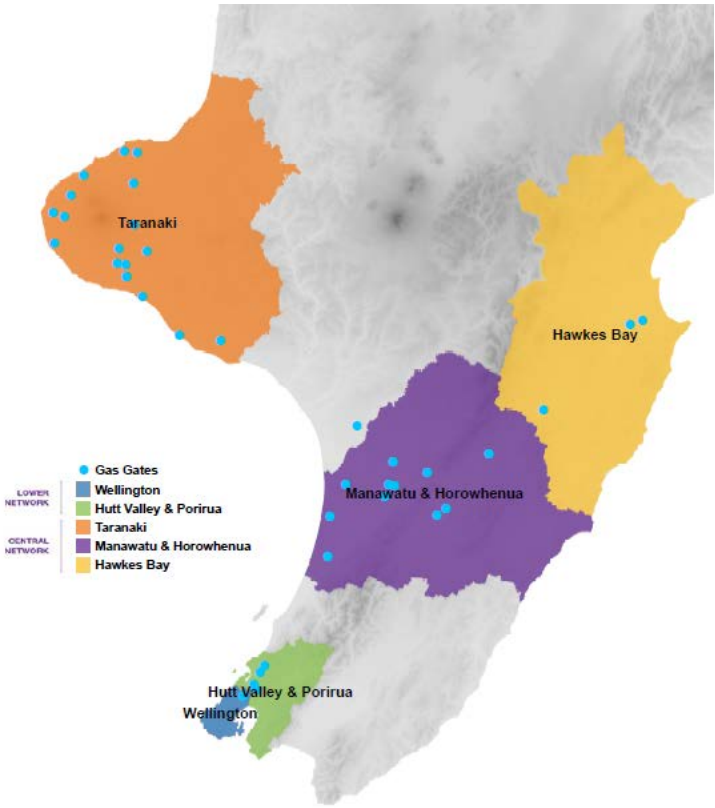 Taranaki
Hawkes Bay
Manawatu & Horowhenua
Gas Gates
LOWER
NETWORK
Wellington
Hutt Valley & Porirua
CENTRAL
NETWORK
Taranaki
Manawatu & Horowhenua
Hawkes Bay
Hutt Valley & Porirua
Wellington